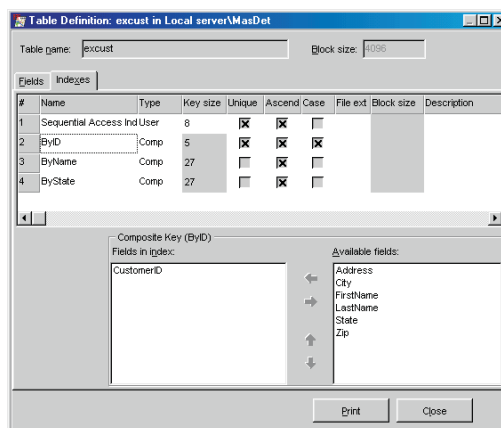 Table Definition: excust in Local server\MasDet
Table name: excust Block size: 4096
Fields Indexes
# Name Type Key size Unique Ascend Case File ext Block size Description
1 Sequential Access Ind User 8
2 ByID Comp 5
3 ByName Comp 27
4 ByState Comp 27
Composite Key (ByID)
Fields in index: Available fields:
CustomerID Address
City
FirstName
LastName
State
Zip
Print Close